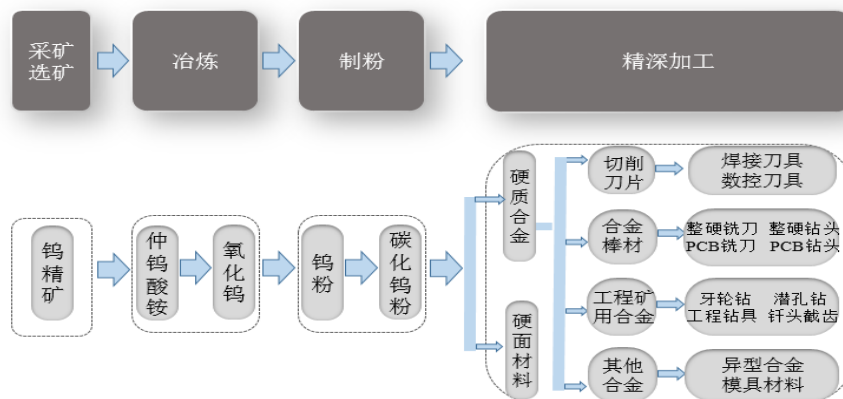 采矿
选矿
冶炼
制粉
精深加工
钨精矿
仲钨酸铵
氧化钨
钨粉
碳化钨粉
硬质合金
硬面材料
切削
刀片
焊接刀具
数控刀具
合金
棒材
整硬铣刀 整硬钻头
PCB铣刀 PCB钻头
工程矿
用合金
牙轮钻 潜孔钻
工程钻具 钎头截齿
其他
合金
异型合金
模具材料